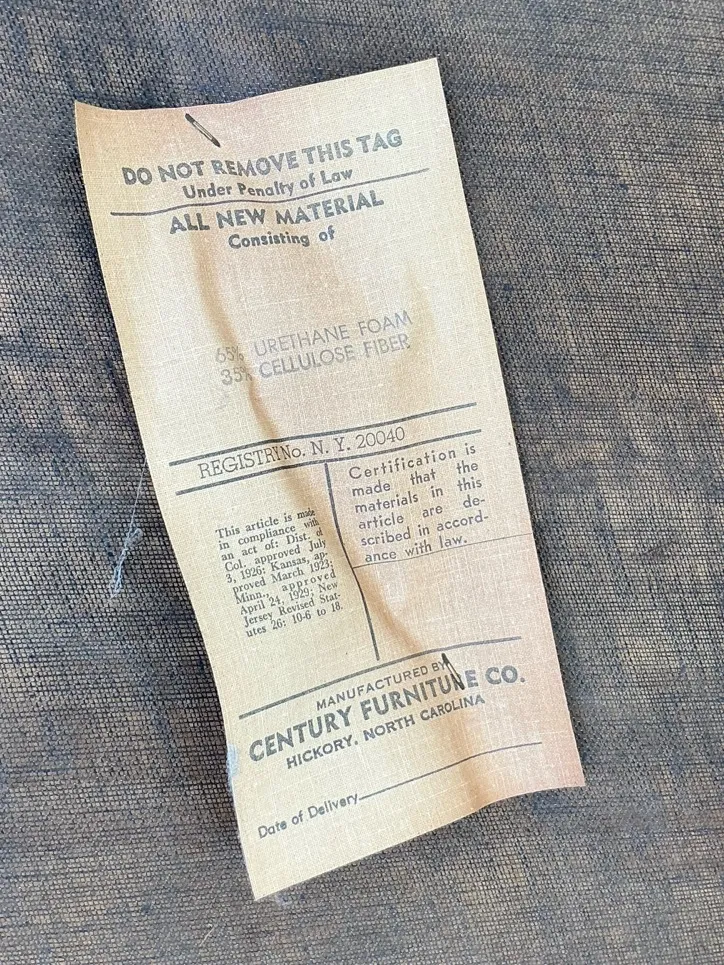 DO NOT REMOVE THIS TAG
Under Penalty of Law
ALL NEW MATERIAL
Consisting of
65% URETHANE FOAM
35% CELLULOSE FIBER
REGISTRY No. N. Y. 20040
This article is made
in compliance with
an act of: Dist. of
Col. approved July
3, 1926; Kansas, ap-
proved March 1923;
Minn., approved
April 24, 1929; New
Jersey Revised Stat-
utes 26: 10-6 to 18.
Certification is
made that the
materials in this
article are de-
scribed in accord-
ance with law.
MANUFACTURED BY
CENTURY FURNITURE CO.
HICKORY, NORTH CAROLINA
Date of Delivery